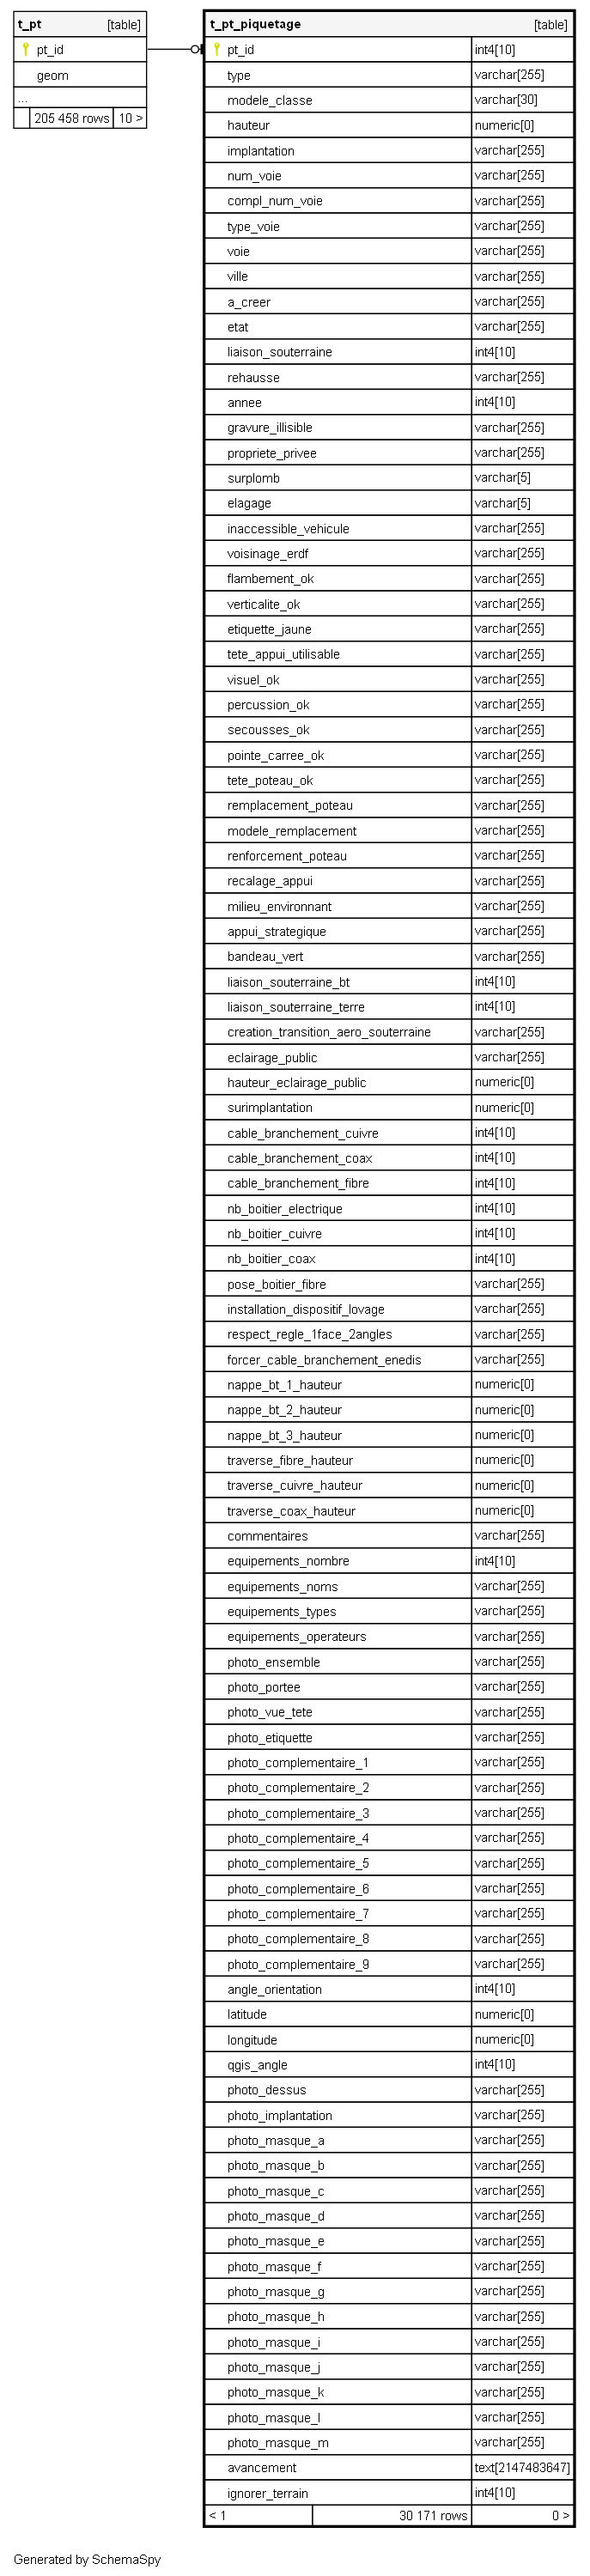 t_pt [table]
pt_id
geom
...
205 458 rows 10 >
t_pt_piquetage [table]
pt_id int4[10]
type varchar[255]
modele_classe varchar[30]
hauteur numeric[0]
implantation varchar[255]
num_voie varchar[255]
compl_num_voie varchar[255]
type_voie varchar[255]
voie varchar[255]
ville varchar[255]
a_creer varchar[255]
etat varchar[255]
liaison_souterraine int4[10]
rehausse varchar[255]
annee int4[10]
gravure_illisible varchar[255]
propriete_privee varchar[255]
surplomb varchar[5]
elagage varchar[5]
inaccessible_vehicule varchar[255]
voisinage_erdf varchar[255]
flambement_ok varchar[255]
verticalite_ok varchar[255]
etiquette_jaune varchar[255]
tete_appui_utilisable varchar[255]
visuel_ok varchar[255]
percussion_ok varchar[255]
secousses_ok varchar[255]
pointe_carree_ok varchar[255]
tete_poteau_ok varchar[255]
remplacement_poteau varchar[255]
modele_remplacement varchar[255]
renforcement_poteau varchar[255]
recalage_appui varchar[255]
milieu_environnant varchar[255]
appui_strategique varchar[255]
bandeau_vert varchar[255]
liaison_souterraine_bt int4[10]
liaison_souterraine_terre int4[10]
creation_transition_aero_souterraine varchar[255]
eclairage_public varchar[255]
hauteur_eclairage_public numeric[0]
surimplantation numeric[0]
cable_branchement_cuivre int4[10]
cable_branchement_coax int4[10]
cable_branchement_fibre int4[10]
nb_boitier_electrique int4[10]
nb_boitier_cuivre int4[10]
nb_boitier_coax int4[10]
pose_boitier_fibre varchar[255]
installation_dispositif_lovage varchar[255]
respect_regle_1face_2angles varchar[255]
forcer_cable_branchement_enedis varchar[255]
nappe_bt_1_hauteur numeric[0]
nappe_bt_2_hauteur numeric[0]
nappe_bt_3_hauteur numeric[0]
traverse_fibre_hauteur numeric[0]
traverse_cuivre_hauteur numeric[0]
traverse_coax_hauteur numeric[0]
commentaires varchar[255]
equipements_nombre int4[10]
equipements_noms varchar[255]
equipements_types varchar[255]
equipements_operateurs varchar[255]
photo_ensemble varchar[255]
photo_portee varchar[255]
photo_vue_tete varchar[255]
photo_etiquette varchar[255]
photo_complementaire_1 varchar[255]
photo_complementaire_2 varchar[255]
photo_complementaire_3 varchar[255]
photo_complementaire_4 varchar[255]
photo_complementaire_5 varchar[255]
photo_complementaire_6 varchar[255]
photo_complementaire_7 varchar[255]
photo_complementaire_8 varchar[255]
photo_complementaire_9 varchar[255]
angle_orientation int4[10]
latitude numeric[0]
longitude numeric[0]
qgis_angle int4[10]
photo_dessus varchar[255]
photo_implantation varchar[255]
photo_masque_a varchar[255]
photo_masque_b varchar[255]
photo_masque_c varchar[255]
photo_masque_d varchar[255]
photo_masque_e varchar[255]
photo_masque_f varchar[255]
photo_masque_g varchar[255]
photo_masque_h varchar[255]
photo_masque_i varchar[255]
photo_masque_j varchar[255]
photo_masque_k varchar[255]
photo_masque_l varchar[255]
photo_masque_m varchar[255]
avancement text[2147483647]
ignorer_terrain int4[10]
< 1 30 171 rows 0 >
Generated by SchemaSpy